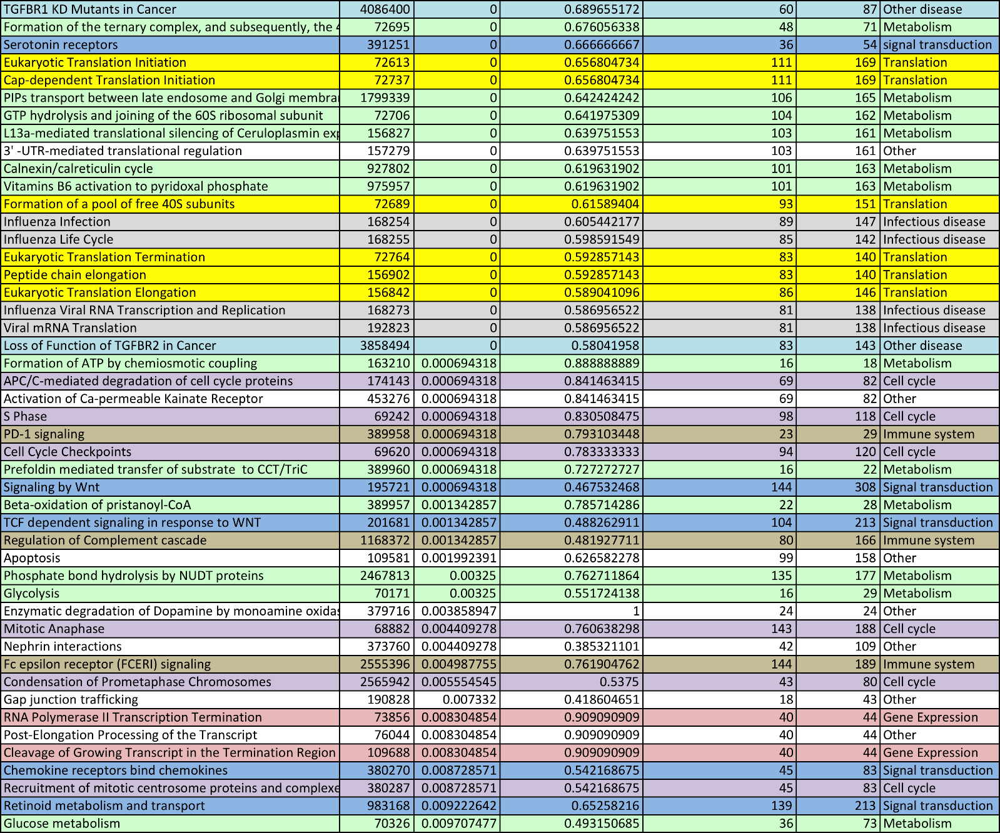 TGFBR1 KD Mutants in Cancer 4086400 0 0.689655172 60 87 Other disease
Formation of the ternary complex, and subsequently, the 4 72695 0 0.676056338 48 71 Metabolism
Serotonin receptors 391251 0 0.666666667 36 54 signal transduction
Eukaryotic Translation Initiation 72613 0 0.656804734 111 169 Translation
Cap-dependent Translation Initiation 72737 0 0.656804734 111 169 Translation
PIPs transport between late endosome and Golgi membra 1799339 0 0.642424242 106 165 Metabolism
GTP hydrolysis and joining of the 60S ribosomal subunit 72706 0 0.641975309 104 162 Metabolism
L13a-mediated translational silencing of Ceruloplasmin exp 156827 0 0.639751553 103 161 Metabolism
3' -UTR-mediated translational regulation 157279 0 0.639751553 103 161 Other
Calnexin/calreticulin cycle 927802 0 0.619631902 101 163 Metabolism
Vitamins B6 activation to pyridoxal phosphate 975957 0 0.619631902 101 163 Metabolism
Formation of a pool of free 40S subunits 72689 0 0.61589404 93 151 Translation
Influenza Infection 168254 0 0.605442177 89 147 Infectious disease
Influenza Life Cycle 168255 0 0.598591549 85 142 Infectious disease
Eukaryotic Translation Termination 72764 0 0.592857143 83 140 Translation
Peptide chain elongation 156902 0 0.592857143 83 140 Translation
Eukaryotic Translation Elongation 156842 0 0.589041096 86 146 Translation
Influenza Viral RNA Transcription and Replication 168273 0 0.586956522 81 138 Infectious disease
Viral mRNA Translation 192823 0 0.586956522 81 138 Infectious disease
Loss of Function of TGFBR2 in Cancer 3858494 0 0.58041958 83 143 Other disease
Formation of ATP by chemiosmotic coupling 163210 0.000694318 0.888888889 16 18 Metabolism
APC/C-mediated degradation of cell cycle proteins 174143 0.000694318 0.841463415 69 82 Cell cycle
Activation of Ca-permeable Kainate Receptor 453276 0.000694318 0.841463415 69 82 Other
S Phase 69242 0.000694318 0.830508475 98 118 Cell cycle
PD-1 signaling 389958 0.000694318 0.793103448 23 29 Immune system
Cell Cycle Checkpoints 69620 0.000694318 0.783333333 94 120 Cell cycle
Prefoldin mediated transfer of substrate  to CCT/TriC 389960 0.000694318 0.727272727 16 22 Metabolism
Signaling by Wnt 195721 0.000694318 0.467532468 144 308 Signal transduction
Beta-oxidation of pristanoyl-CoA 389957 0.001342857 0.785714286 22 28 Metabolism
TCF dependent signaling in response to WNT 201681 0.001342857 0.488262911 104 213 Signal transduction
Regulation of Complement cascade 1168372 0.001342857 0.481927711 80 166 Immune system
Apoptosis 109581 0.001992391 0.626582278 99 158 Other
Phosphate bond hydrolysis by NUDT proteins 2467813 0.00325 0.762711864 135 177 Metabolism
Glycolysis 70171 0.00325 0.551724138 16 29 Metabolism
Enzymatic degradation of Dopamine by monoamine oxidas 379716 0.003858947 1 24 24 Other
Mitotic Anaphase 68882 0.004409278 0.760638298 143 188 Cell cycle
Nephrin interactions 373760 0.004409278 0.385321101 42 109 Other
Fc epsilon receptor (FCERI) signaling 2555396 0.004987755 0.761904762 144 189 Immune system
Condensation of Prometaphase Chromosomes 2565942 0.005554545 0.5375 43 80 Cell cycle
Gap junction trafficking 190828 0.007332 0.418604651 18 43 Other
RNA Polymerase II Transcription Termination 73856 0.008304854 0.909090909 40 44 Gene Expression
Post-Elongation Processing of the Transcript 76044 0.008304854 0.909090909 40 44 Other
Cleavage of Growing Transcript in the Termination Region 109688 0.008304854 0.909090909 40 44 Gene Expression
Chemokine receptors bind chemokines 380270 0.008728571 0.542168675 45 83 Signal transduction
Recruitment of mitotic centrosome proteins and complexe 380287 0.008728571 0.542168675 45 83 Cell cycle
Retinoid metabolism and transport 983168 0.009222642 0.65258216 139 213 Signal transduction
Glucose metabolism 70326 0.009707477 0.493150685 36 73 Metabolism